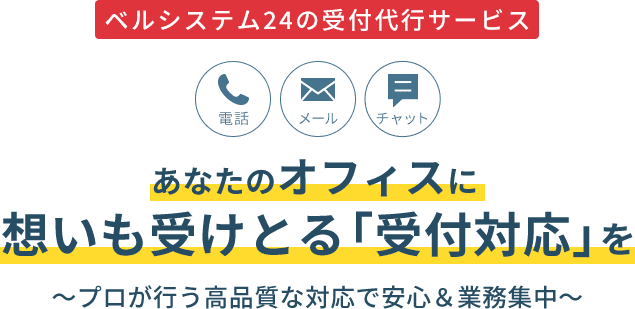 ベルシステム24の受付代行サービス
電話 メール チャット
あなたのオフィスに
想いも受けとる「受付対応」を
～プロが行う高品質な対応で安心＆業務集中～